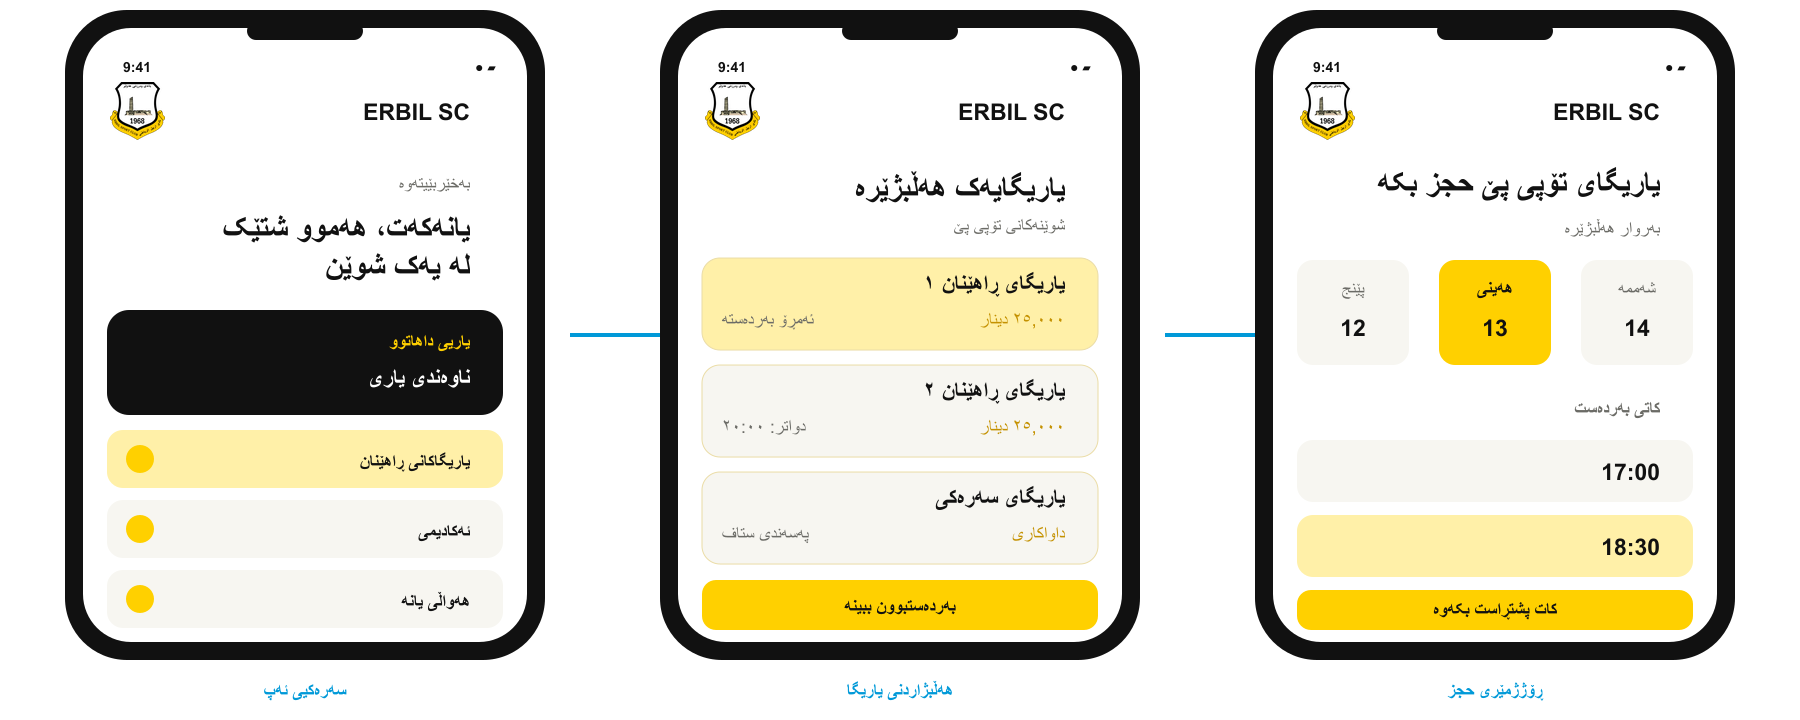 9:41
1968
ERBIL SC
بەخێربێیتەوە
یانەکەت، هەموو شتێک
لە یەک شوێن
یاریی داهاتوو
ناوەندی یاری
یاریگاکانی ڕاهێنان
ئەکادیمی
هەواڵی یانە
سەرەکیی ئەپ
9:41
1968
ERBIL SC
یاریگایەک هەڵبژێرە
شوێنەکانی تۆپی پێ
یاریگای ڕاهێنان ١
٢٥,٠٠٠ دینار
ئەمڕۆ بەردەستە
یاریگای ڕاهێنان ٢
٢٥,٠٠٠ دینار
دواتر: ٢٠:٠٠
یاریگای سەرەکی
داواکاری
پەسەندی ستاف
بەردەستبوون ببینە
هەڵبژاردنی یاریگا
9:41
1968
ERBIL SC
یاریگای تۆپی پێ حجز بکە
بەروار هەڵبژێرە
شەممە
14
هەینی
13
پێنج
12
کاتی بەردەست
17:00
18:30
کات پشتڕاست بکەوە
ڕۆژژمێری حجز